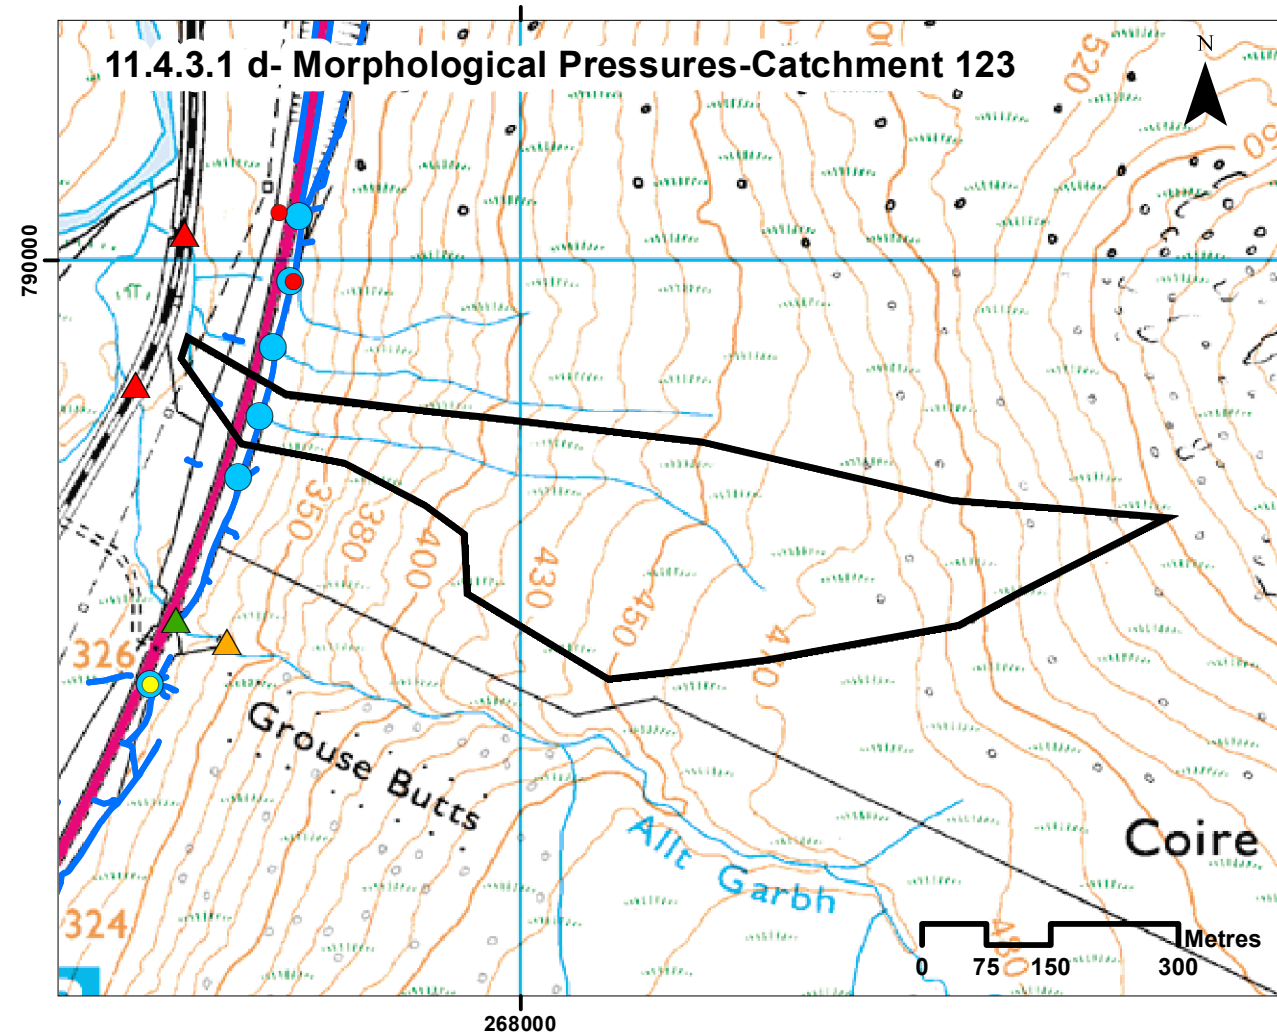 11.4.3.1 d- Morphological Pressures-Catchment 123
N
520
790000
350
380
400
430
450
326
Grouse Butts
Allt Garbh
Coire
324
Metres
0 75 150 300
268000